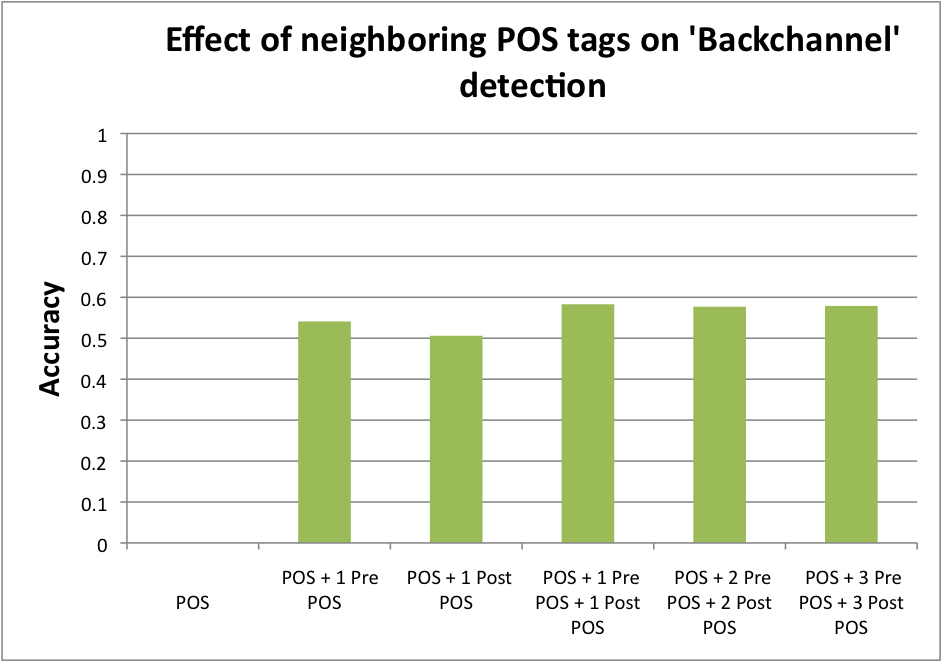 Effect of neighboring POS tags on 'Backchannel'
detection
Accuracy
1
0.9
0.8
0.7
0.6
0.5
0.4
0.3
0.2
0.1
0
POS
POS + 1 Pre
POS
POS + 1 Post
POS
POS + 1 Pre
POS + 1 Post
POS
POS + 2 Pre
POS + 2 Post
POS
POS + 3 Pre
POS + 3 Post
POS